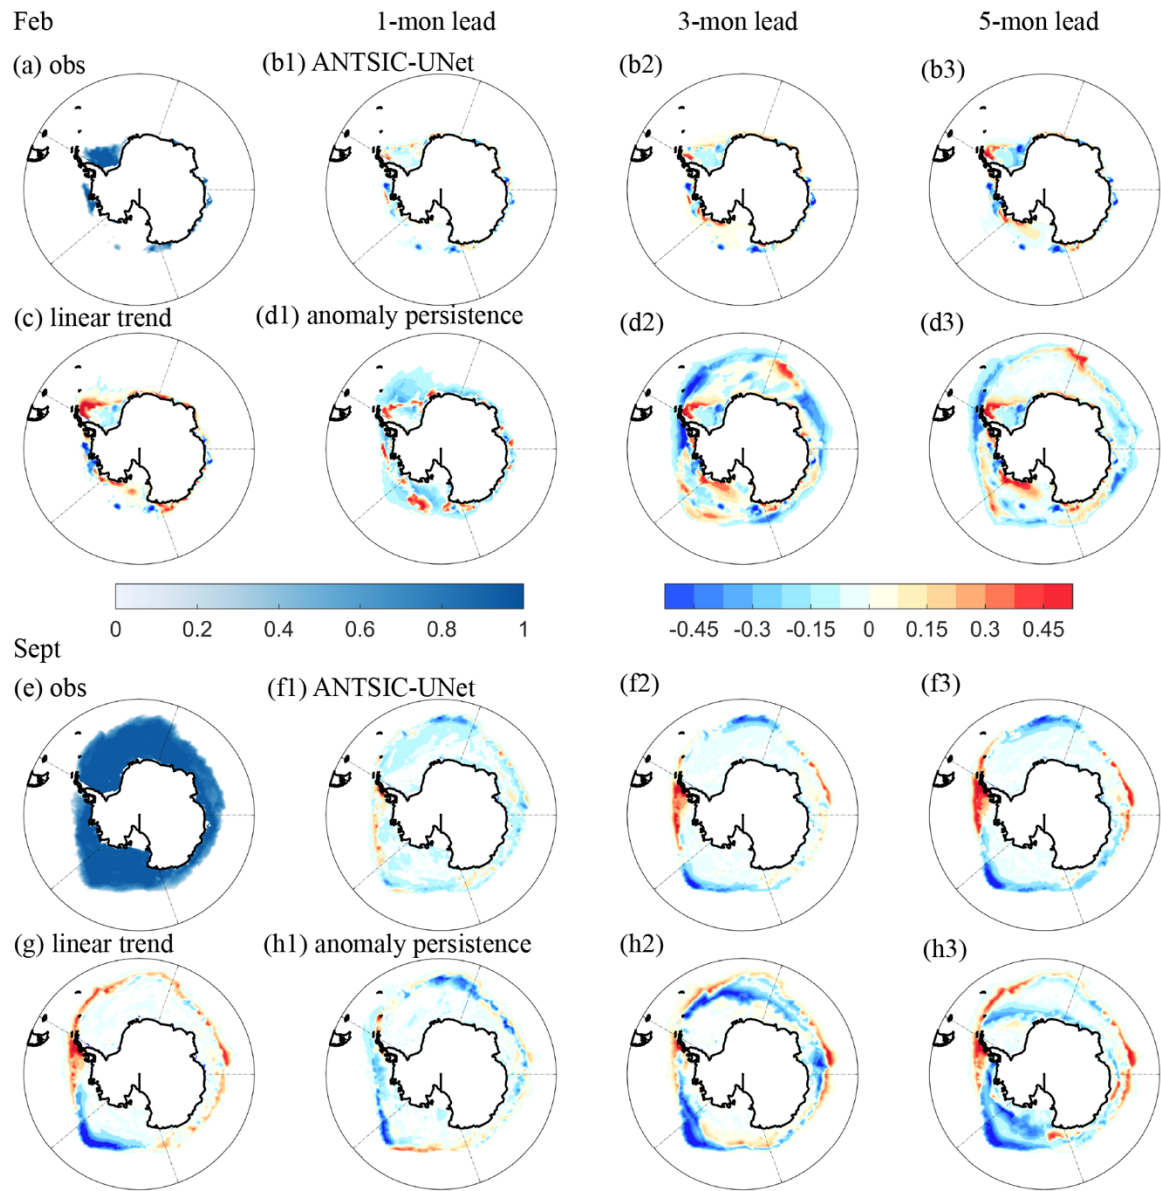 Feb 1-mon lead 3-mon lead 5-mon lead
(a) obs (b1) ANTSIC-UNet (b2) (b3)
(c) linear trend (d1) anomaly persistence (d2) (d3)
0 0.2 0.4 0.6 0.8 1 -0.45 -0.3 -0.15 0 0.15 0.3 0.45
Sept
(e) obs (f1) ANTSIC-UNet (f2) (f3)
(g) linear trend (h1) anomaly persistence (h2) (h3)